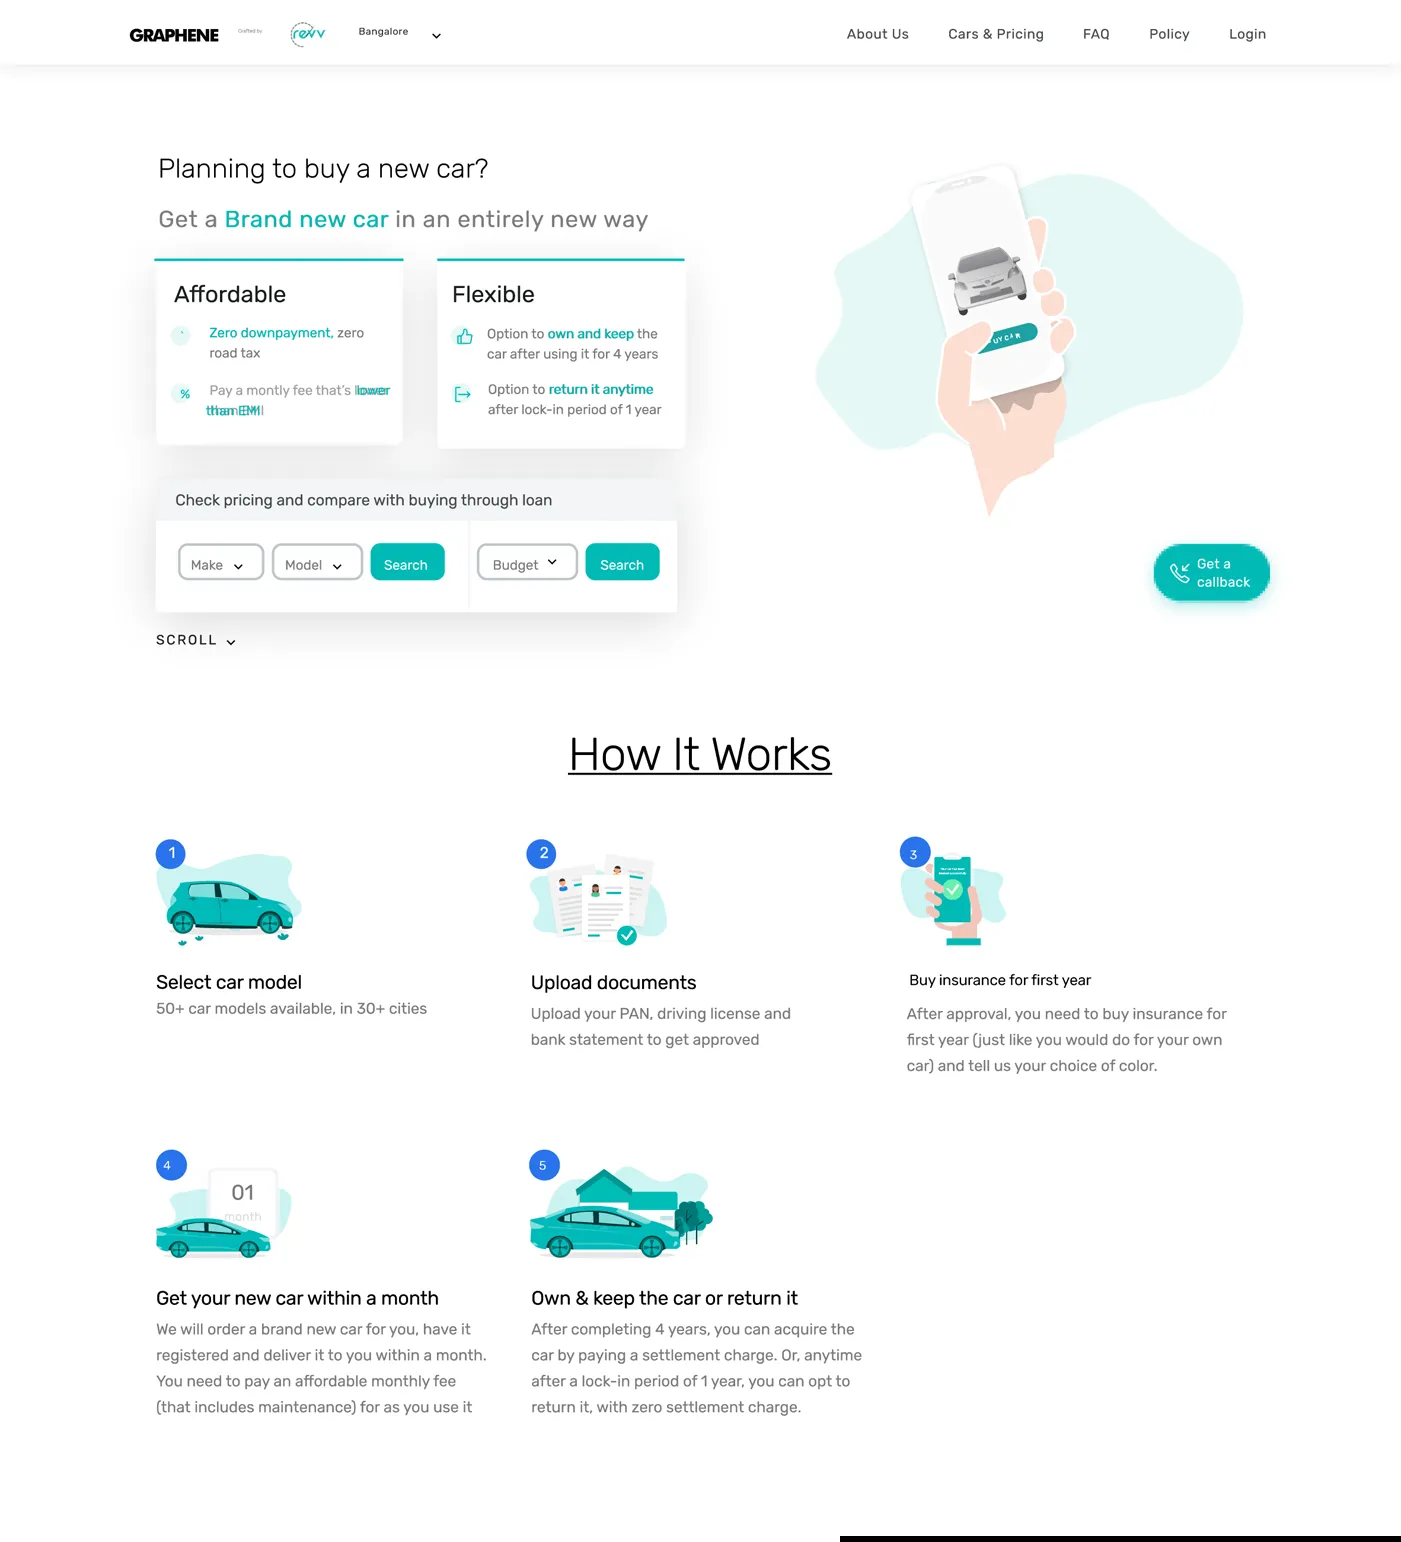 GRAPHENE
Crafted by
revv
Bangalore
About Us
Cars & Pricing
FAQ
Policy
Login
Planning to buy a new car?
Get a Brand new car in an entirely new way
Affordable
Zero downpayment, zero
road tax
%
Pay a montly fee that's lower
than EMI
Flexible
Option to own and keep the
car after using it for 4 years
Option to return it anytime
after lock-in period of 1 year
UY CAR
Check pricing and compare with buying through loan
Make
Model
Search
Budget
Search
Get a
callback
SCROLL
How It Works
1
Select car model
50+ car models available, in 30+ cities
2
Upload documents
Upload your PAN, driving license and
bank statement to get approved
3
Buy insurance for first year
After approval, you need to buy insurance for
first year (just like you would do for your own
car) and tell us your choice of color.
4
01
month
Get your new car within a month
We will order a brand new car for you, have it
registered and deliver it to you within a month.
You need to pay an affordable monthly fee
(that includes maintenance) for as you use it
5
Own & keep the car or return it
After completing 4 years, you can acquire the
car by paying a settlement charge. Or, anytime
after a lock-in period of 1 year, you can opt to
return it, with zero settlement charge.